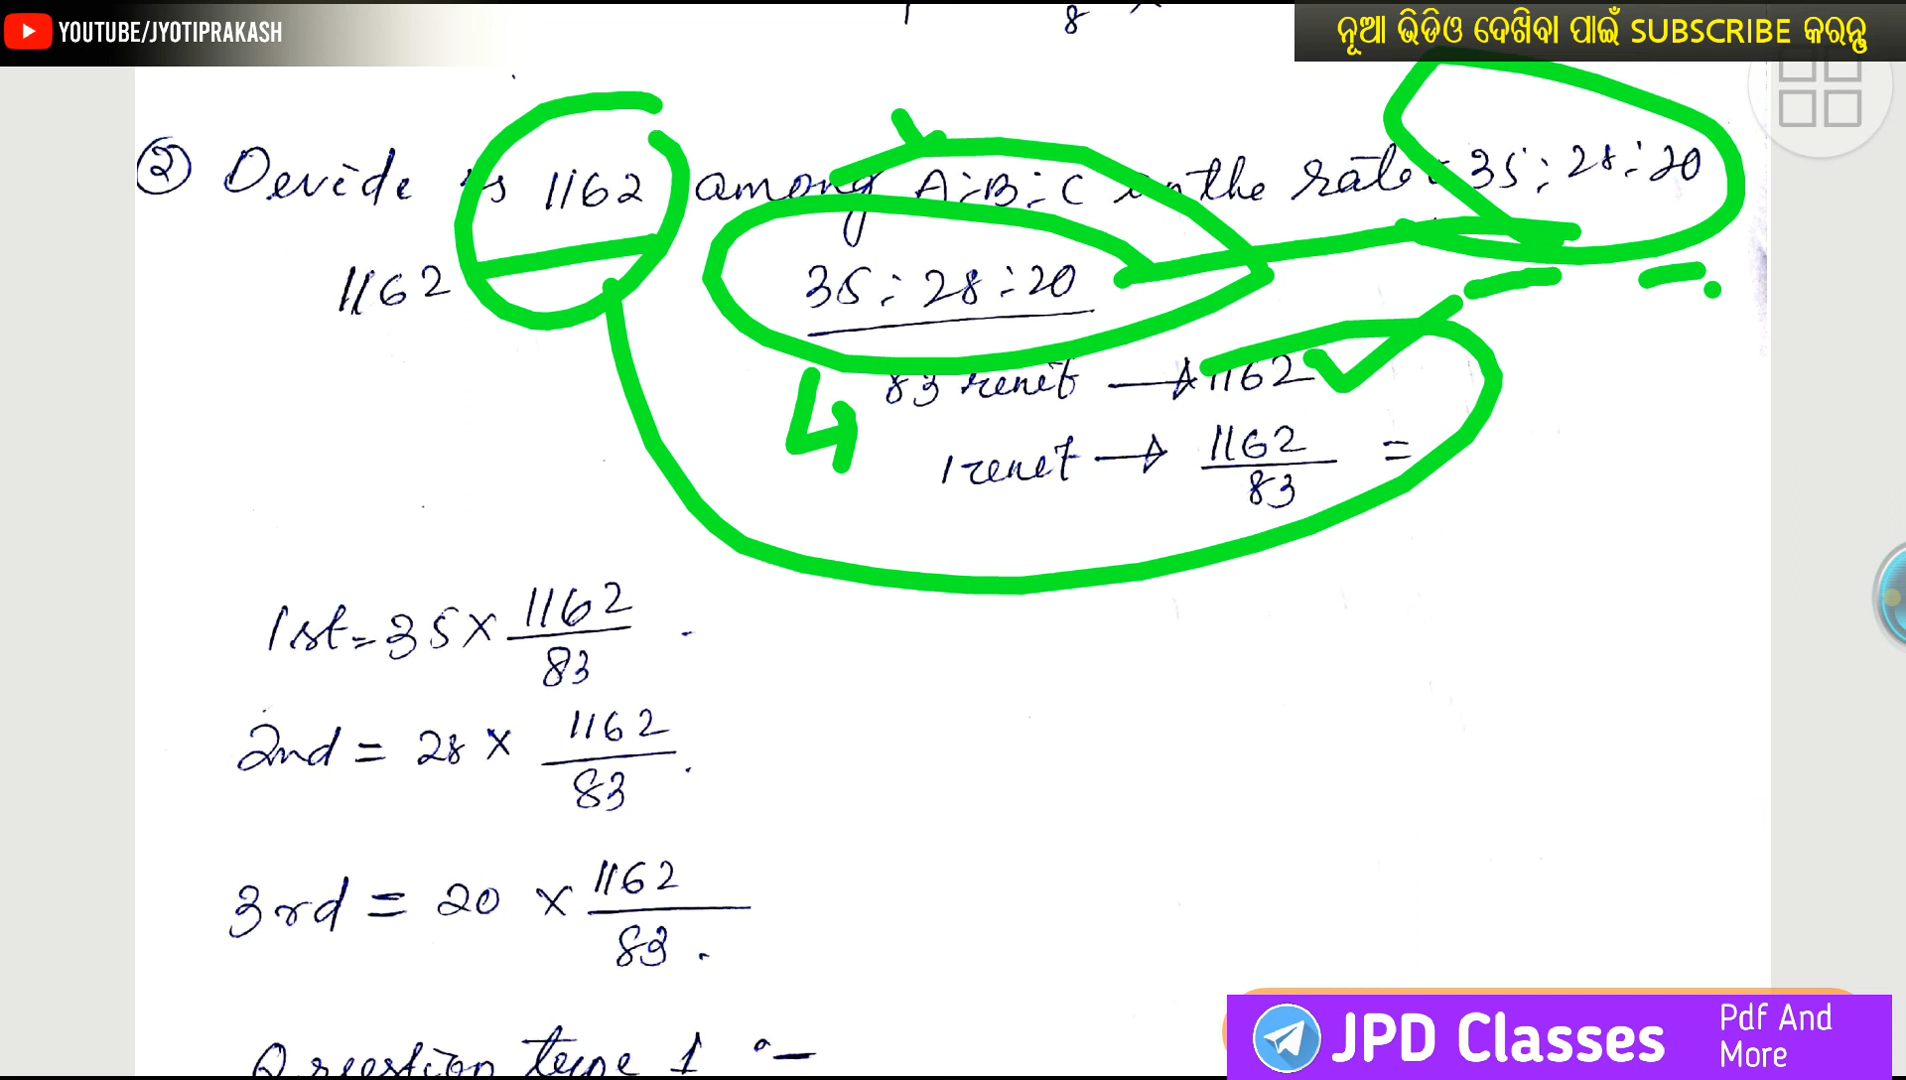 YOUTUBE/JYOTIPRAKASH
ନୂଆ ଭିଡିଓ ଦେଖିବା ପାଇଁ SUBSCRIBE କରନ୍ତୁ
8
② Devide Rs 1162 among A:B:C in the ratio 35:28:20
1162 35:28:20
83 unit → 1162
4
1 unit → 1162/83 =
1st = 35 × 1162/83 .
2nd = 28 × 1162/83 .
3rd = 20 × 1162/83 .
Question type 1 :-
JPD Classes
Pdf And
More